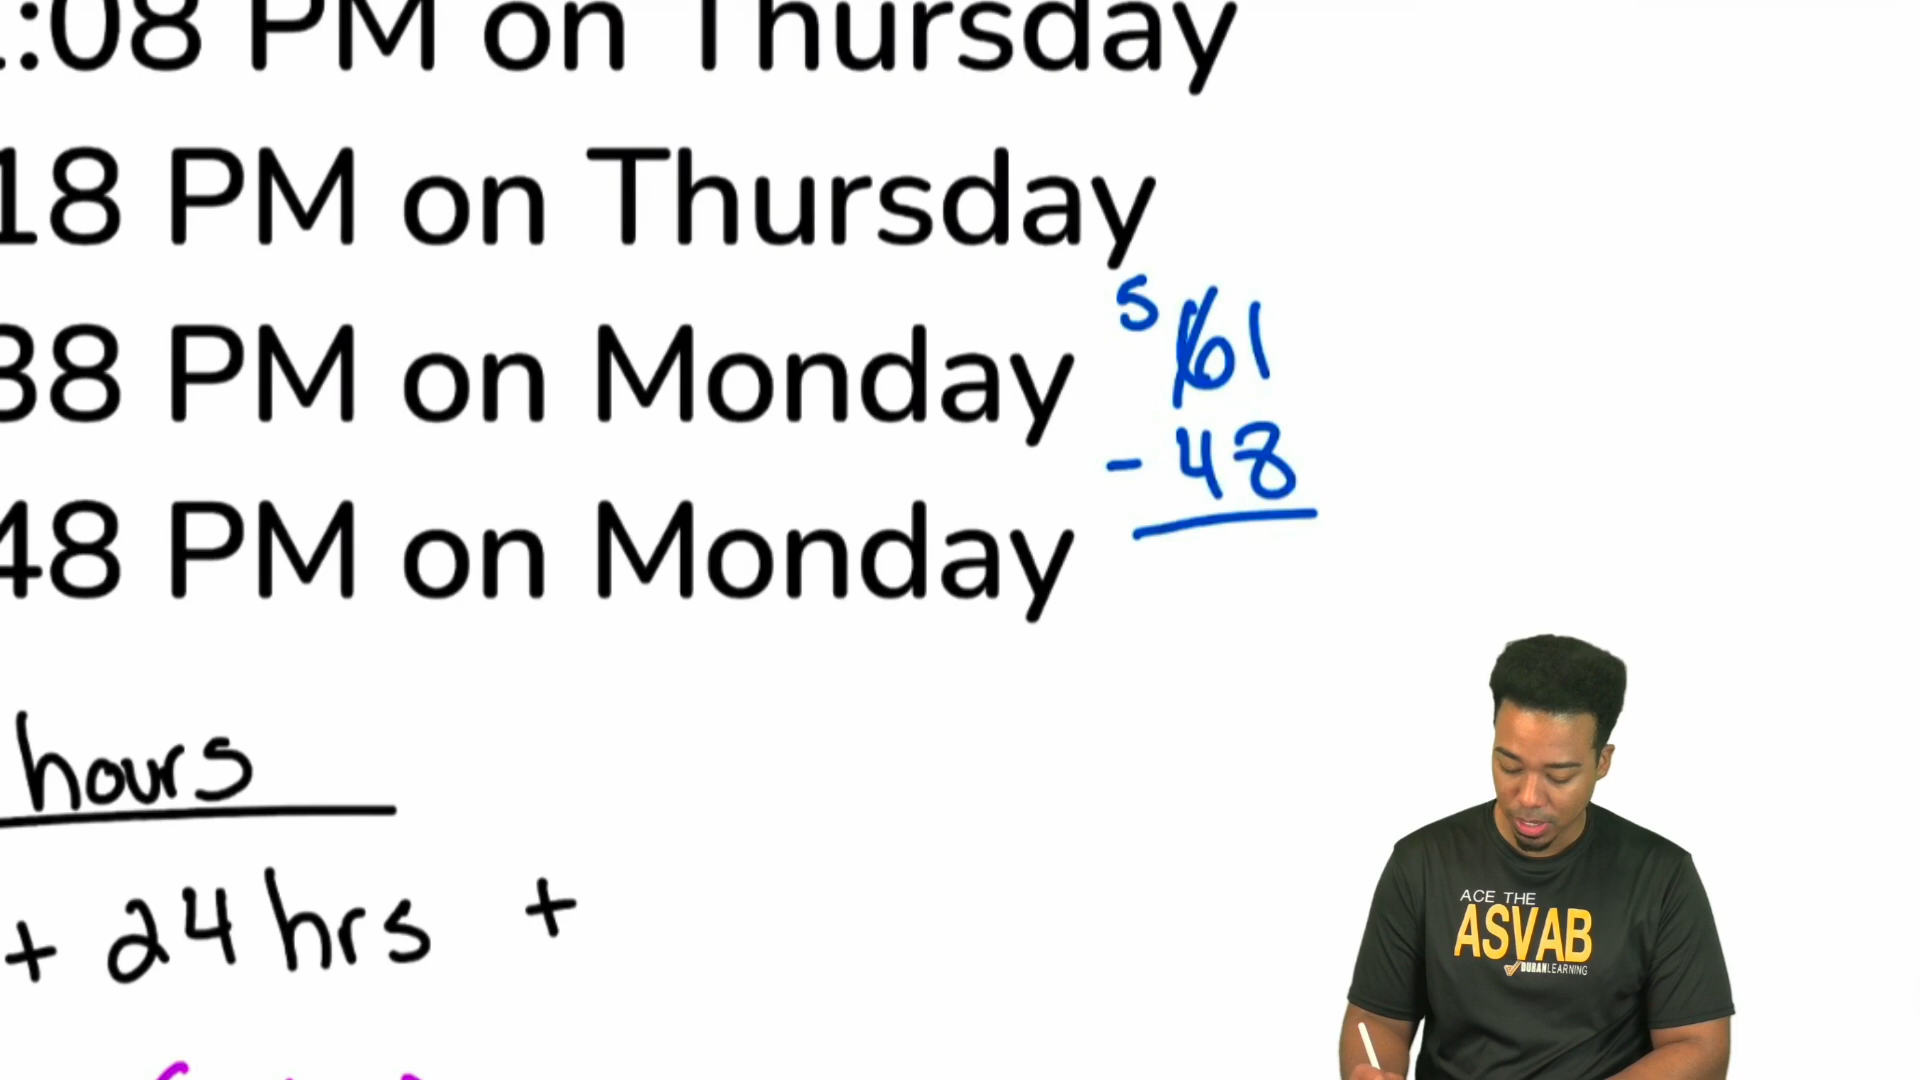 :08 PM on Thursday
18 PM on Thursday
38 PM on Monday
48 PM on Monday
5
61
- 48
hours
+ 24 hrs +
ACE THE
ASVAB
DURANLEARNING